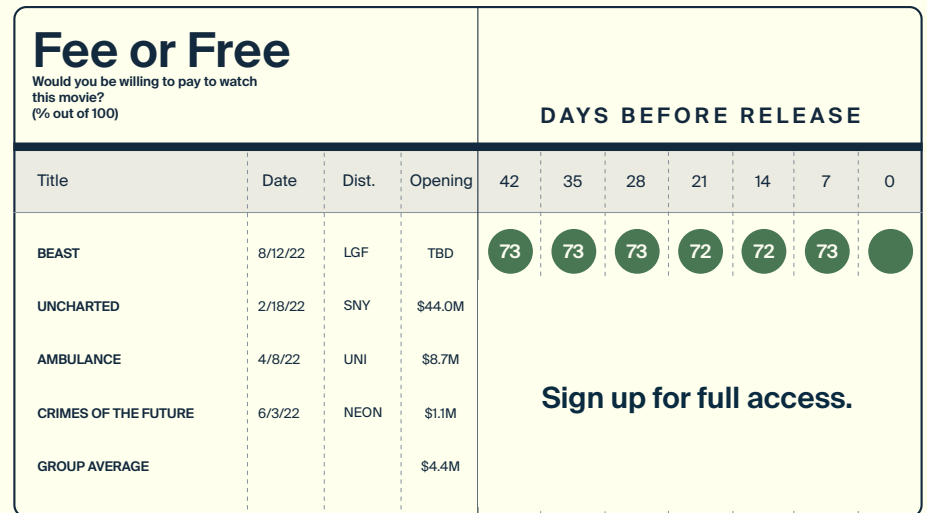 Fee or Free
Would you be willing to pay to watch
this movie?
(% out of 100)
DAYS BEFORE RELEASE
Title Date Dist. Opening 42 35 28 21 14 7 0
BEAST 8/12/22 LGF TBD 73 73 73 72 72 73
UNCHARTED 2/18/22 SNY $44.0M
AMBULANCE 4/8/22 UNI $8.7M
Sign up for full access.
CRIMES OF THE FUTURE 6/3/22 NEON $1.1M
GROUP AVERAGE $4.4M